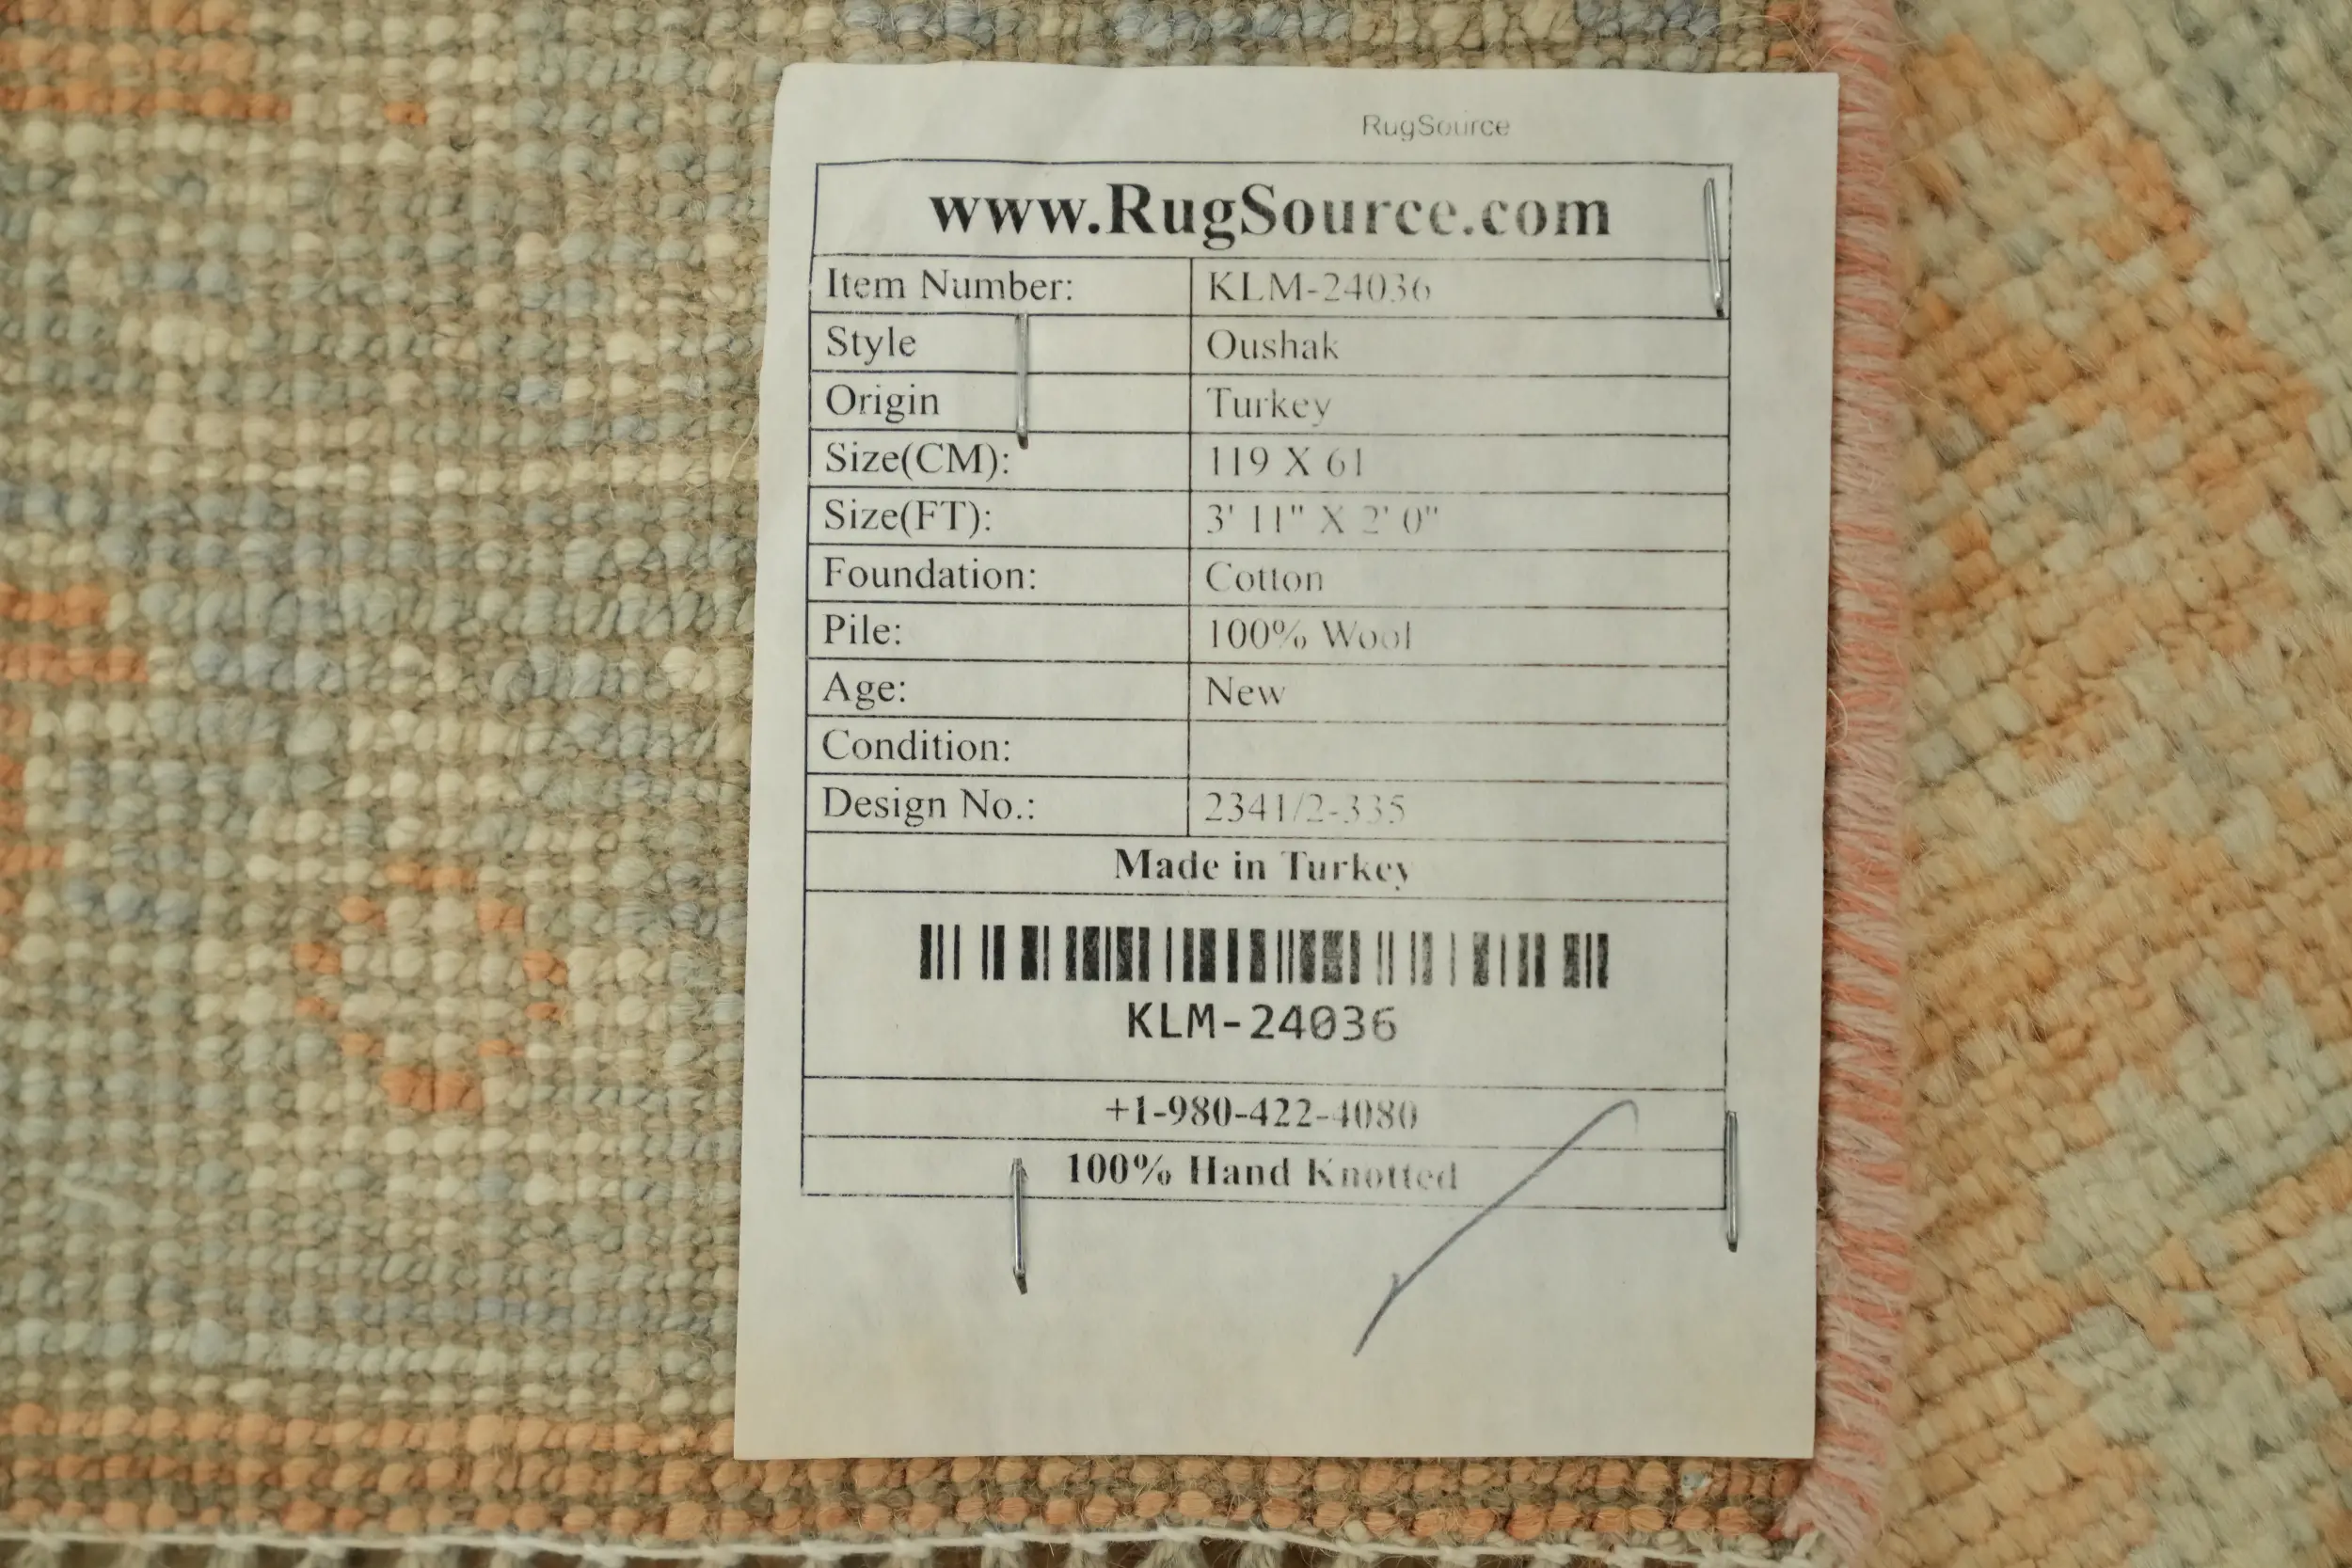 RugSource
www.RugSource.com
Item Number: KLM-24036
Style Oushak
Origin Turkey
Size(CM): 119 X 61
Size(FT): 3' 11" X 2' 0"
Foundation: Cotton
Pile: 100% Wool
Age: New
Condition:
Design No.: 2341/2-335
Made in Turkey
KLM-24036
+1-980-422-4080
100% Hand Knotted